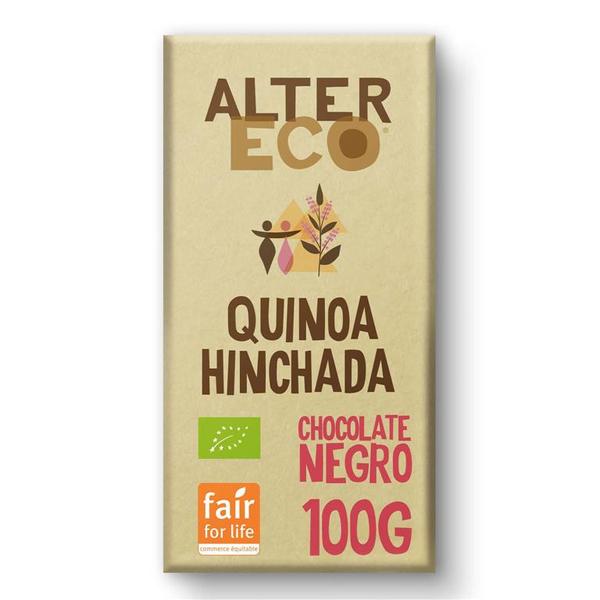 ALTER
ECO®
QUINOA
HINCHADA
CHOCOLATE
NEGRO
100G
fair
for life
commerce équitable